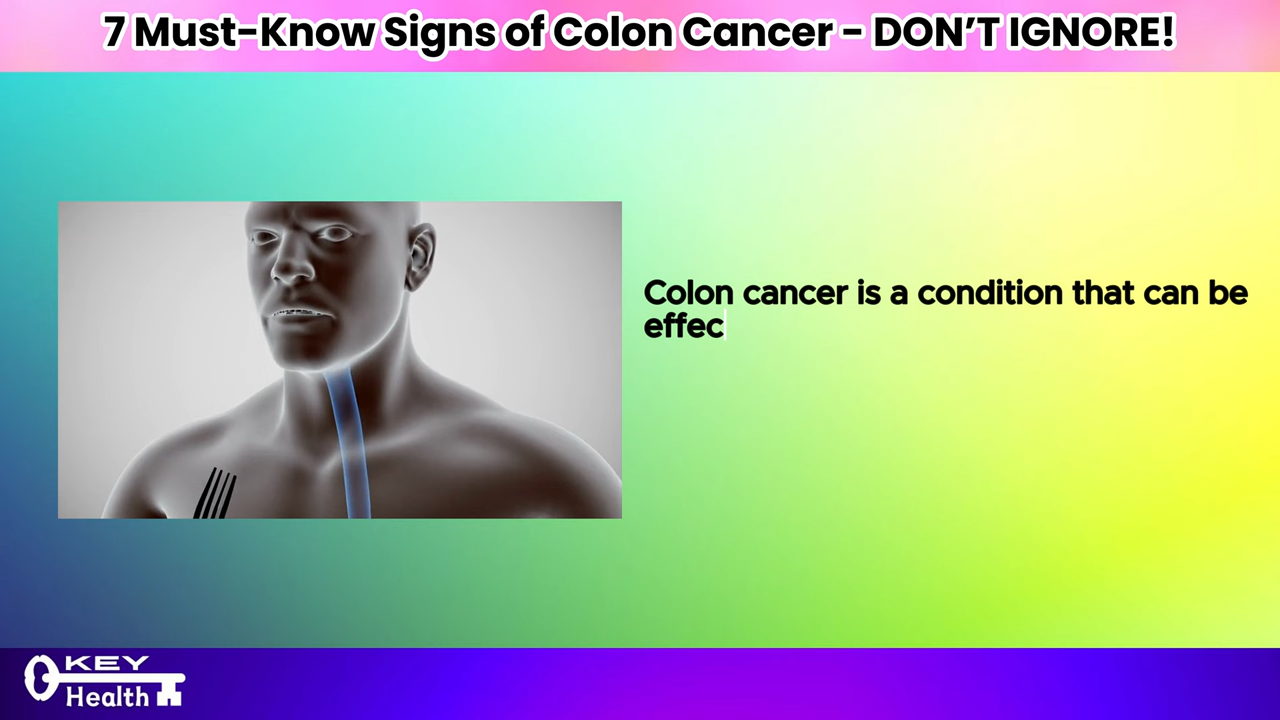 7 Must-Know Signs of Colon Cancer - DON'T IGNORE!
Colon cancer is a condition that can be
effec
KEY
Health